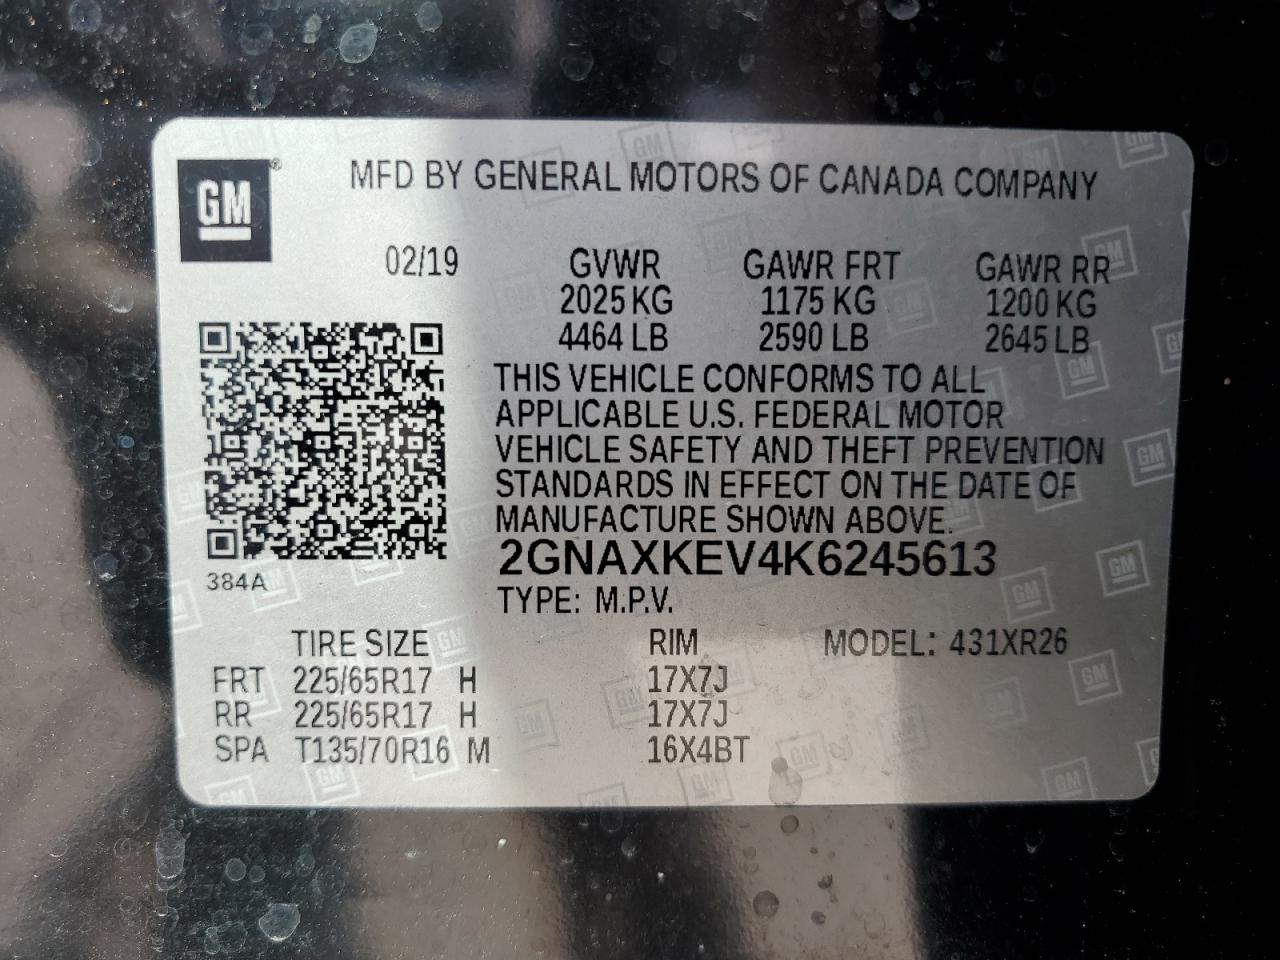 GM ®
MFD BY GENERAL MOTORS OF CANADA COMPANY
02/19 GVWR GAWR FRT GAWR RR
2025 KG 1175 KG 1200 KG
4464 LB 2590 LB 2645 LB
THIS VEHICLE CONFORMS TO ALL
APPLICABLE U.S. FEDERAL MOTOR
VEHICLE SAFETY AND THEFT PREVENTION
STANDARDS IN EFFECT ON THE DATE OF
MANUFACTURE SHOWN ABOVE.
2GNAXKEV4K6245613
384A
TYPE: M.P.V.
TIRE SIZE RIM MODEL: 431XR26
FRT 225/65R17 H 17X7J
RR 225/65R17 H 17X7J
SPA T135/70R16 M 16X4BT